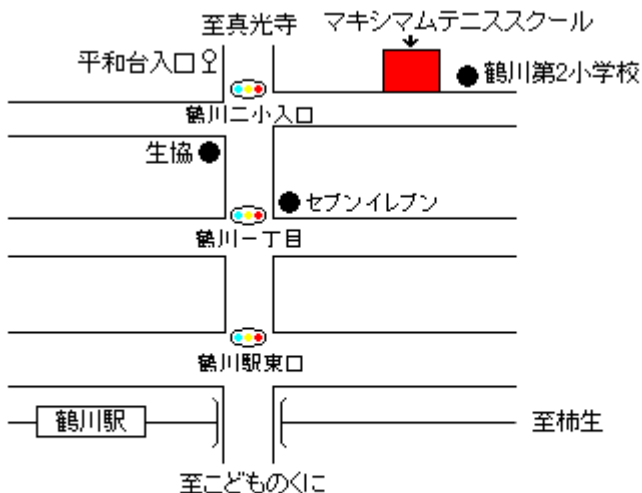 至真光寺
マキシマムテニススクール
平和台入口
鶴川第2小学校
鶴川二小入口
生協
セブンイレブン
鶴川一丁目
鶴川駅東口
鶴川駅
至柿生
至こどものくに